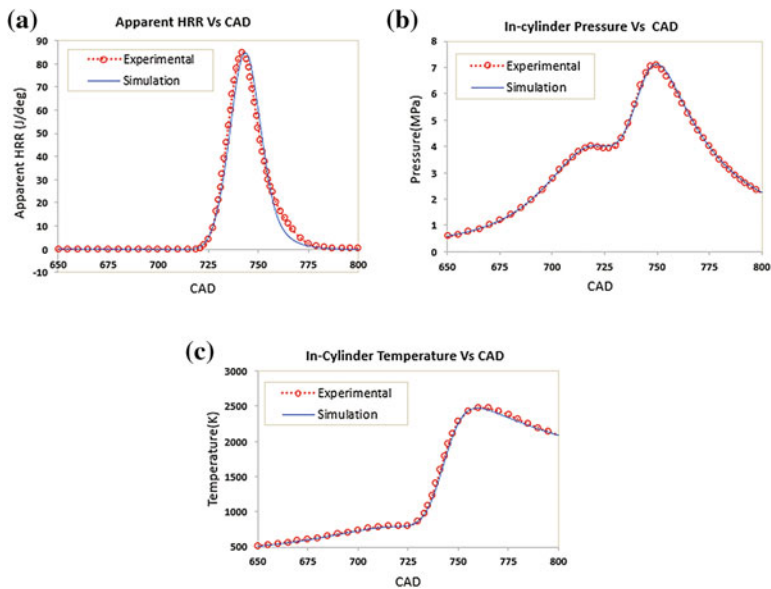 (a)
Apparent HRR Vs CAD
Apparent HRR (J/deg)
90
80
70
60
50
40
30
20
10
0
-10
Experimental
Simulation
650 675 700 725 750 775 800
CAD
(b)
In-cylinder Pressure Vs CAD
Pressure(MPa)
8
7
6
5
4
3
2
1
0
Experimental
Simulation
650 675 700 725 750 775 800
CAD
(c)
In-Cylinder Temperature Vs CAD
Temperature(K)
3000
2500
2000
1500
1000
500
Experimental
Simulation
650 675 700 725 750 775 800
CAD